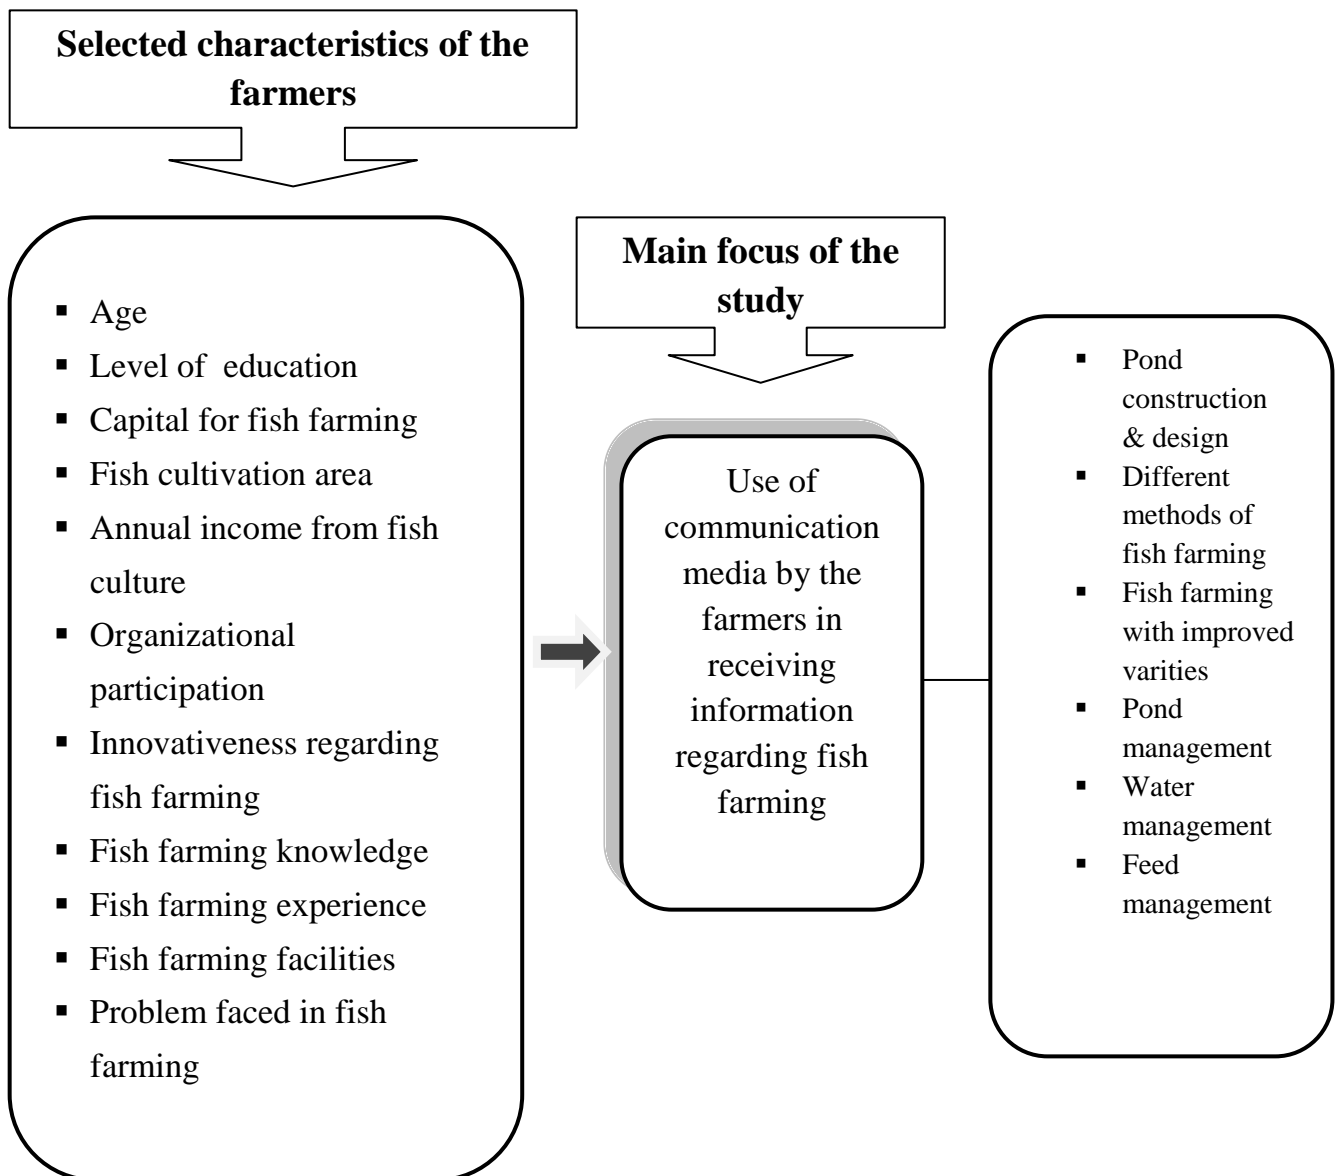 Selected characteristics of the
farmers
▪ Age
▪ Level of education
▪ Capital for fish farming
▪ Fish cultivation area
▪ Annual income from fish
culture
▪ Organizational
participation
▪ Innovativeness regarding
fish farming
▪ Fish farming knowledge
▪ Fish farming experience
▪ Fish farming facilities
▪ Problem faced in fish
farming
Main focus of the
study
Use of
communication
media by the
farmers in
receiving
information
regarding fish
farming
▪ Pond
construction
& design
▪ Different
methods of
fish farming
▪ Fish farming
with improved
varities
▪ Pond
management
▪ Water
management
▪ Feed
management